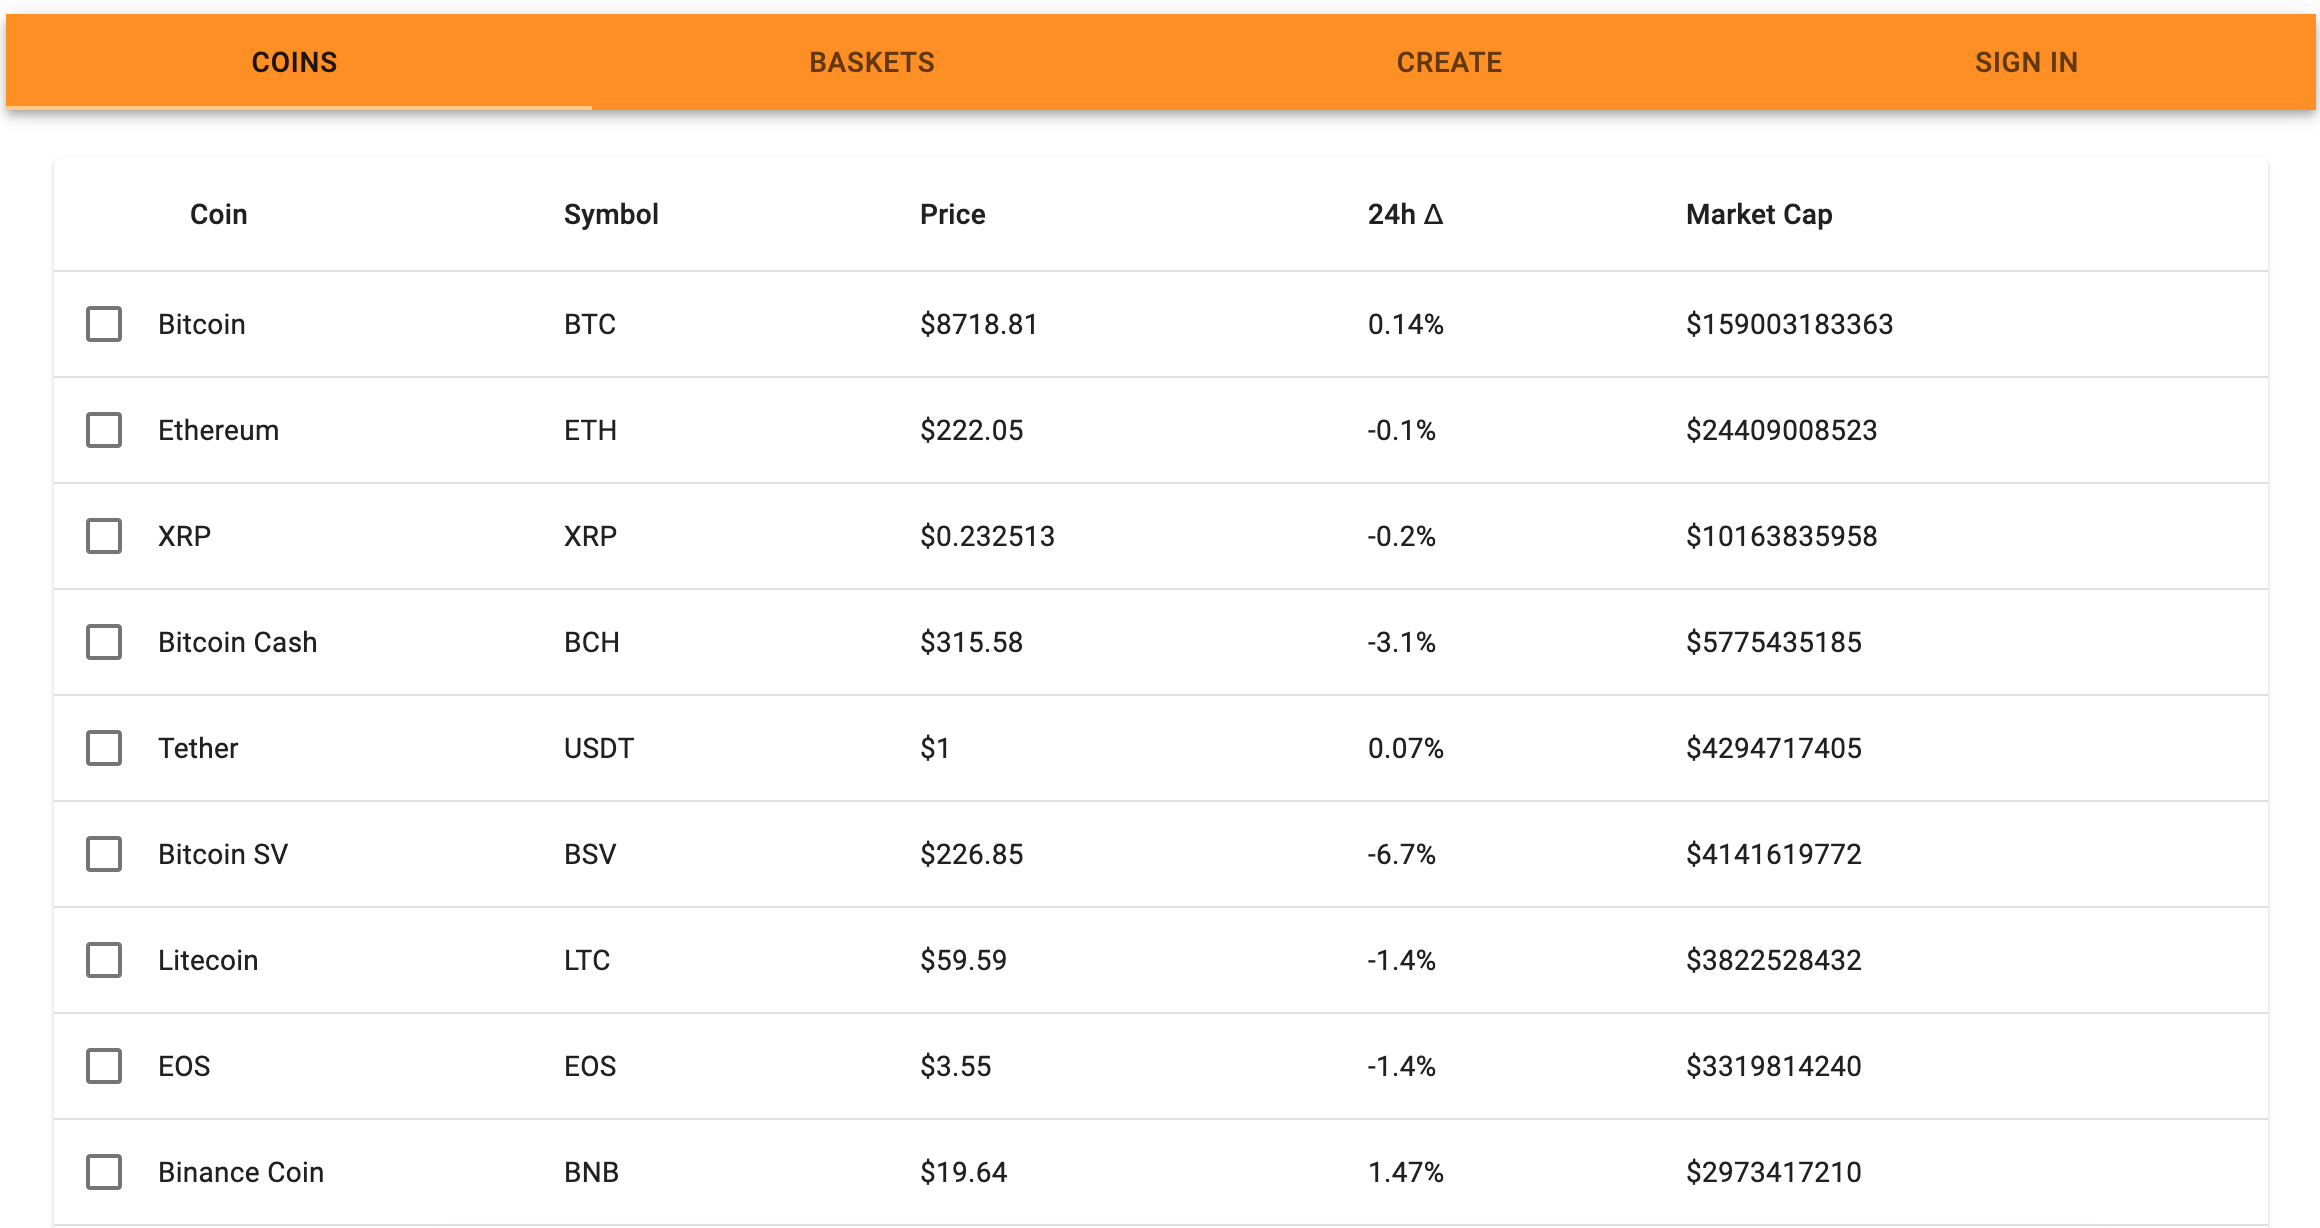 COINS BASKETS CREATE SIGN IN
Coin Symbol Price 24h Δ Market Cap
Bitcoin BTC $8718.81 0.14% $159003183363
Ethereum ETH $222.05 -0.1% $24409008523
XRP XRP $0.232513 -0.2% $10163835958
Bitcoin Cash BCH $315.58 -3.1% $5775435185
Tether USDT $1 0.07% $4294717405
Bitcoin SV BSV $226.85 -6.7% $4141619772
Litecoin LTC $59.59 -1.4% $3822528432
EOS EOS $3.55 -1.4% $3319814240
Binance Coin BNB $19.64 1.47% $2973417210